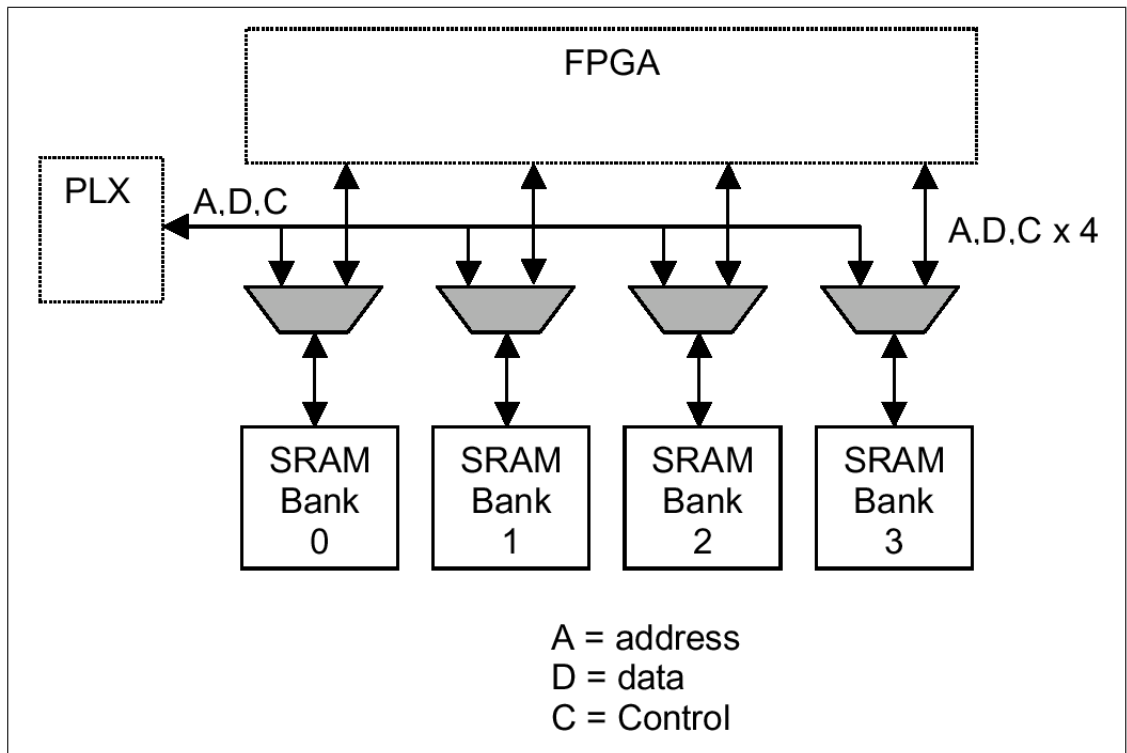 FPGA
PLX
A,D,C
A,D,C x 4
SRAM
Bank
0
SRAM
Bank
1
SRAM
Bank
2
SRAM
Bank
3
A = address
D = data
C = Control